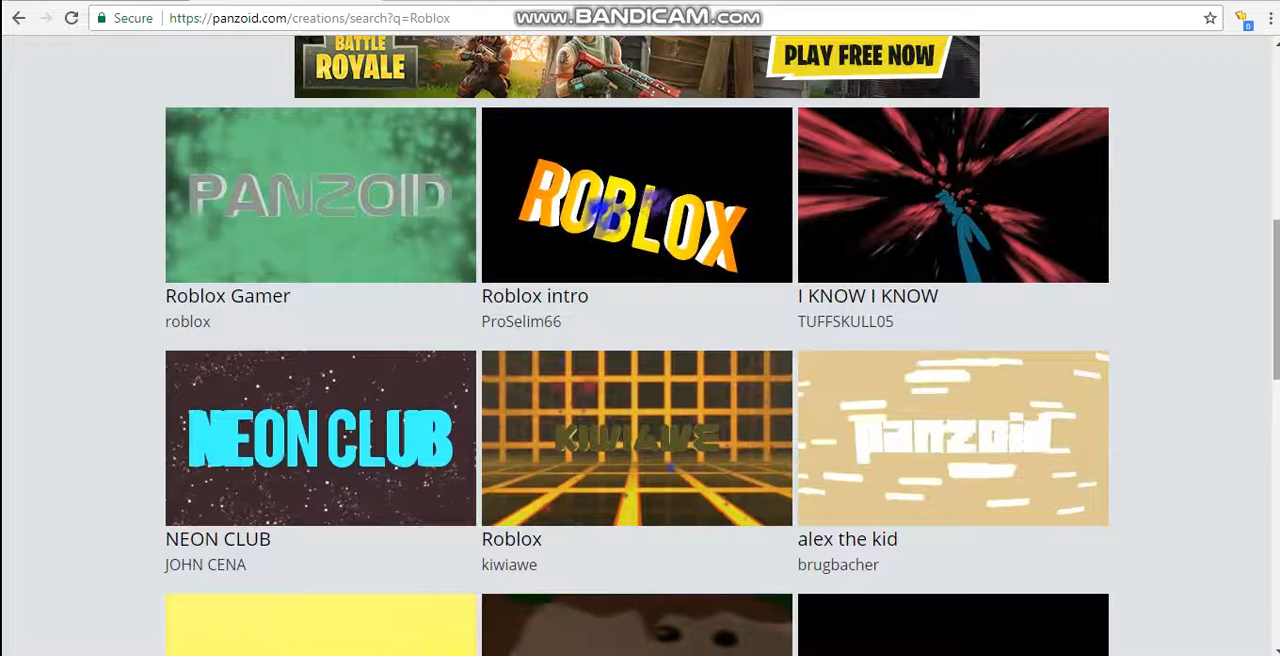 Secure
https://panzoid.com/creations/search?q=Roblox
www.BANDICAM.com
0
BATTLE
ROYALE
PLAY FREE NOW
PANZOID
ROBLOX
Roblox Gamer
Roblox intro
I KNOW I KNOW
roblox
ProSelim66
TUFFSKULL05
NEON CLUB
KIWIAWE
panzoid
NEON CLUB
Roblox
alex the kid
JOHN CENA
kiwiawe
brugbacher